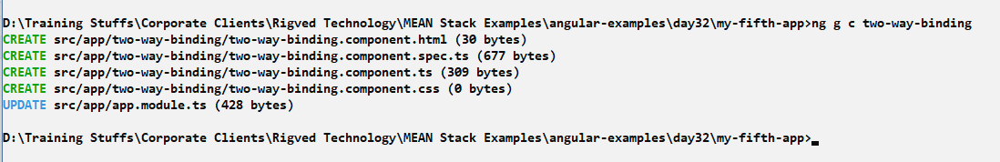 D:\Training Stuffs\Corporate Clients\Rigved Technology\MEAN Stack Examples\angular-examples\day32\my-fifth-app>ng g c two-way-binding
CREATE src/app/two-way-binding/two-way-binding.component.html (30 bytes)
CREATE src/app/two-way-binding/two-way-binding.component.spec.ts (677 bytes)
CREATE src/app/two-way-binding/two-way-binding.component.ts (309 bytes)
CREATE src/app/two-way-binding/two-way-binding.component.css (0 bytes)
UPDATE src/app/app.module.ts (428 bytes)
D:\Training Stuffs\Corporate Clients\Rigved Technology\MEAN Stack Examples\angular-examples\day32\my-fifth-app>